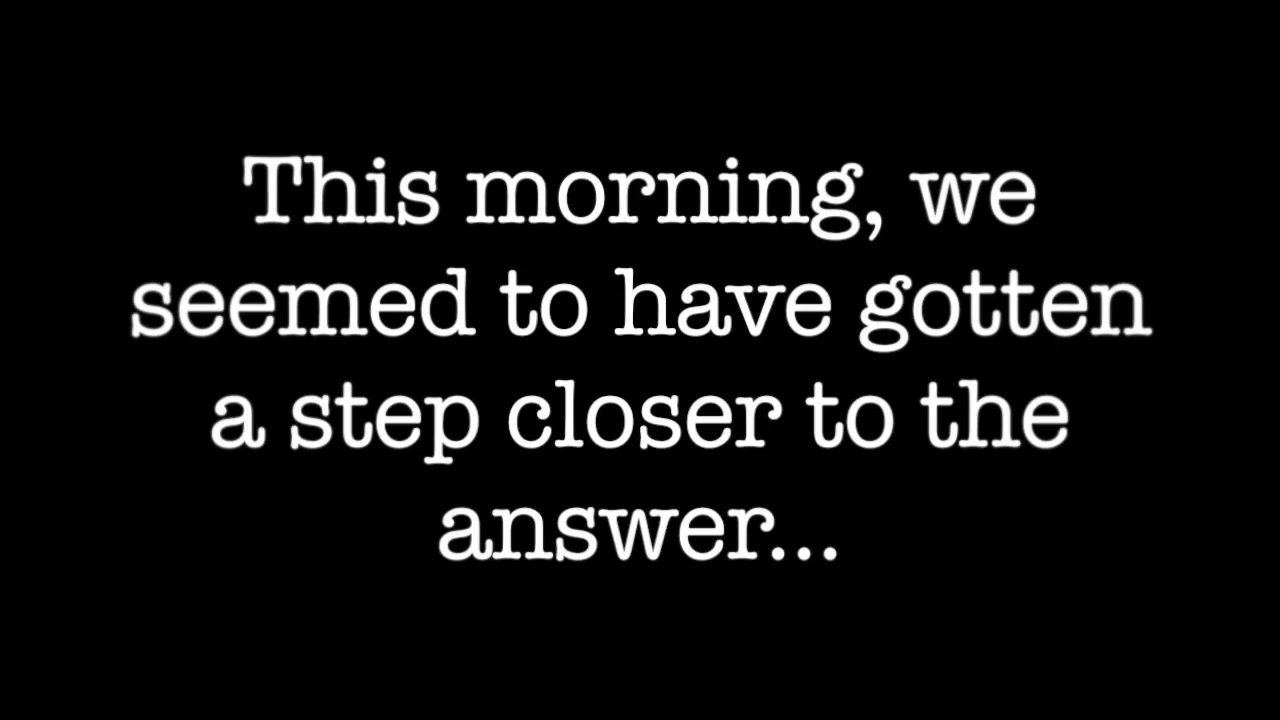 This morning, we
seemed to have gotten
a step closer to the
answer...